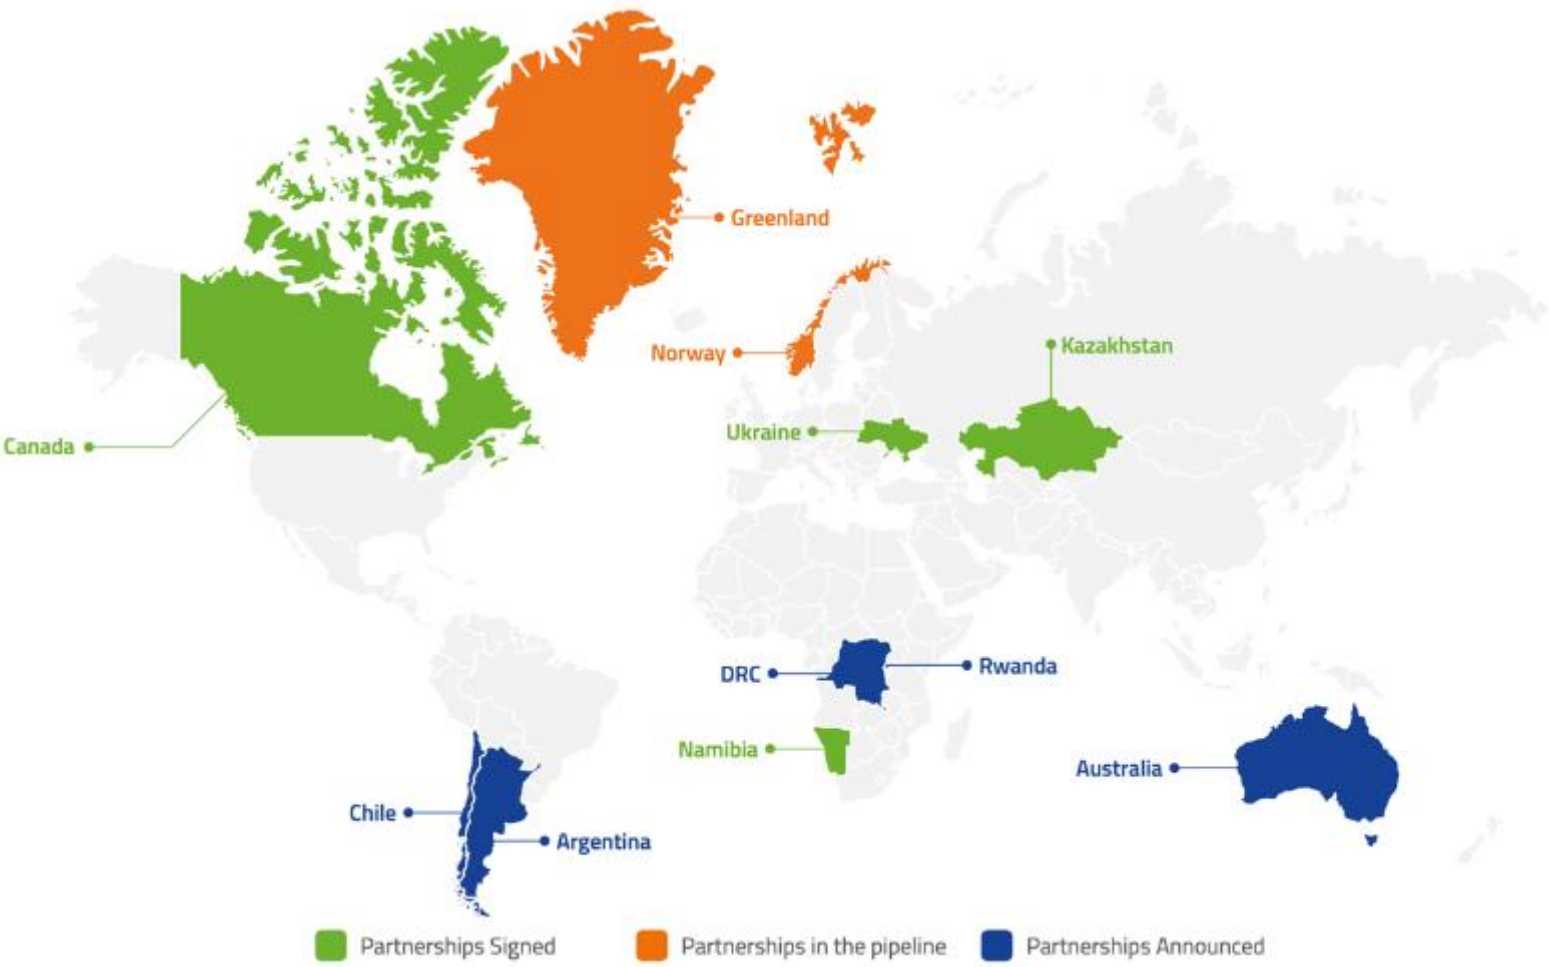 Greenland
Norway
Kazakhstan
Ukraine
Canada
DRC
Rwanda
Namibia
Australia
Chile
Argentina
Partnerships Signed
Partnerships in the pipeline
Partnerships Announced